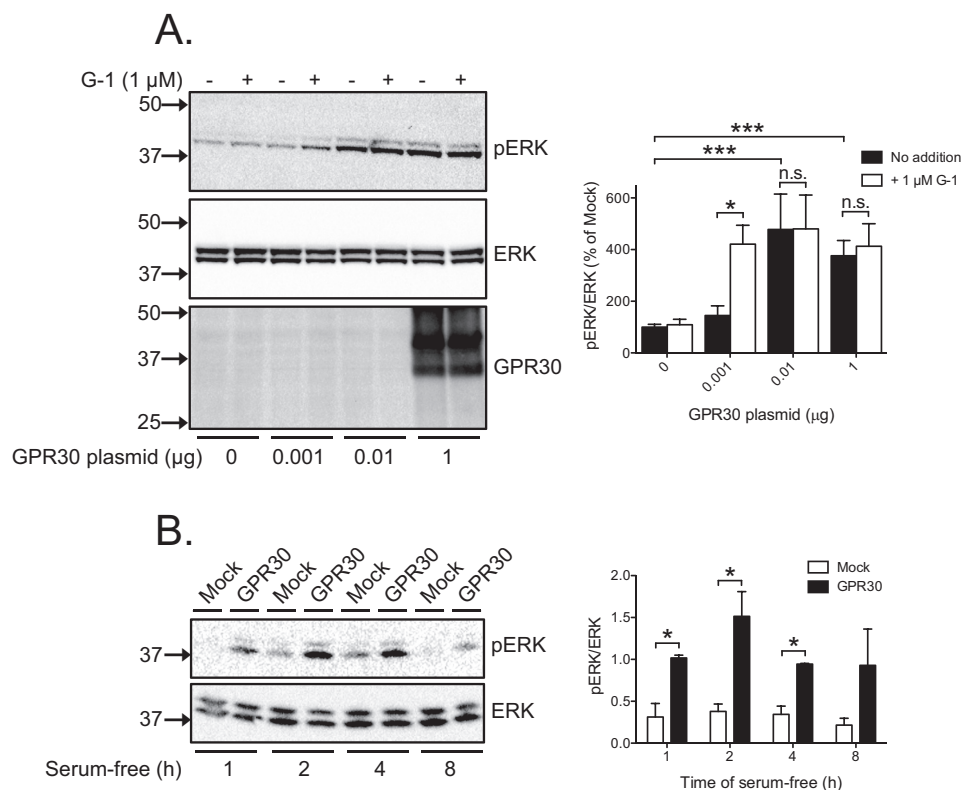 A.
G-1 (1 µM) - + - + - + - +
50
37
pERK
50
37
ERK
50
37
25
GPR30
GPR30 plasmid (µg) 0 0.001 0.01 1
***
***
No addition
+ 1 µM G-1
n.s.
n.s.
*
pERK/ERK (% of Mock)
600
400
200
0
0 0.001 0.01 1
GPR30 plasmid (µg)
B.
Mock GPR30 Mock GPR30 Mock GPR30 Mock GPR30
37
pERK
37
ERK
Serum-free (h) 1 2 4 8
Mock
GPR30
*
*
*
pERK/ERK
2.0
1.5
1.0
0.5
0.0
1 2 4 8
Time of serum-free (h)